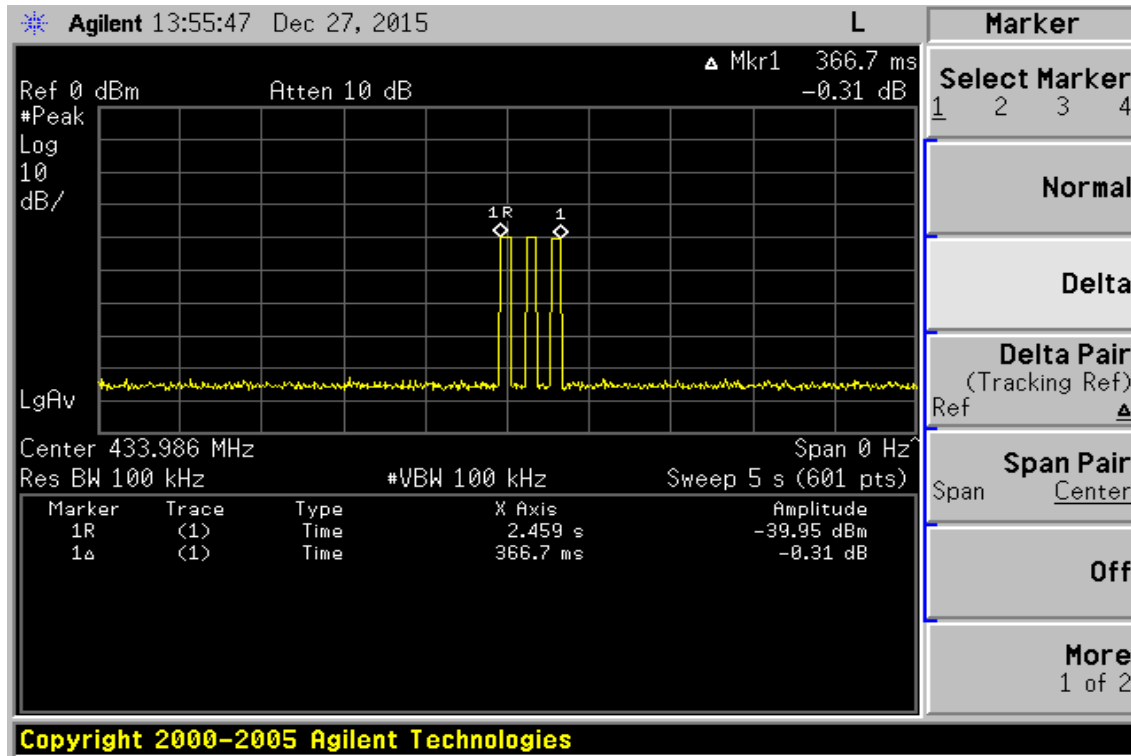 Agilent 13:55:47 Dec 27, 2015 L
Δ Mkr1 366.7 ms
Ref 0 dBm Atten 10 dB -0.31 dB
#Peak
Log
10
dB/
1R 1
LgAv
Center 433.986 MHz Span 0 Hz^
Res BW 100 kHz #VBW 100 kHz Sweep 5 s (601 pts)
Marker Trace Type X Axis Amplitude
1R (1) Time 2.459 s -39.95 dBm
1Δ (1) Time 366.7 ms -0.31 dB
Marker
Select Marker
1 2 3 4
Normal
Delta
Delta Pair
(Tracking Ref)
Ref Δ
Span Pair
Span Center
Off
More
1 of 2
Copyright 2000-2005 Agilent Technologies